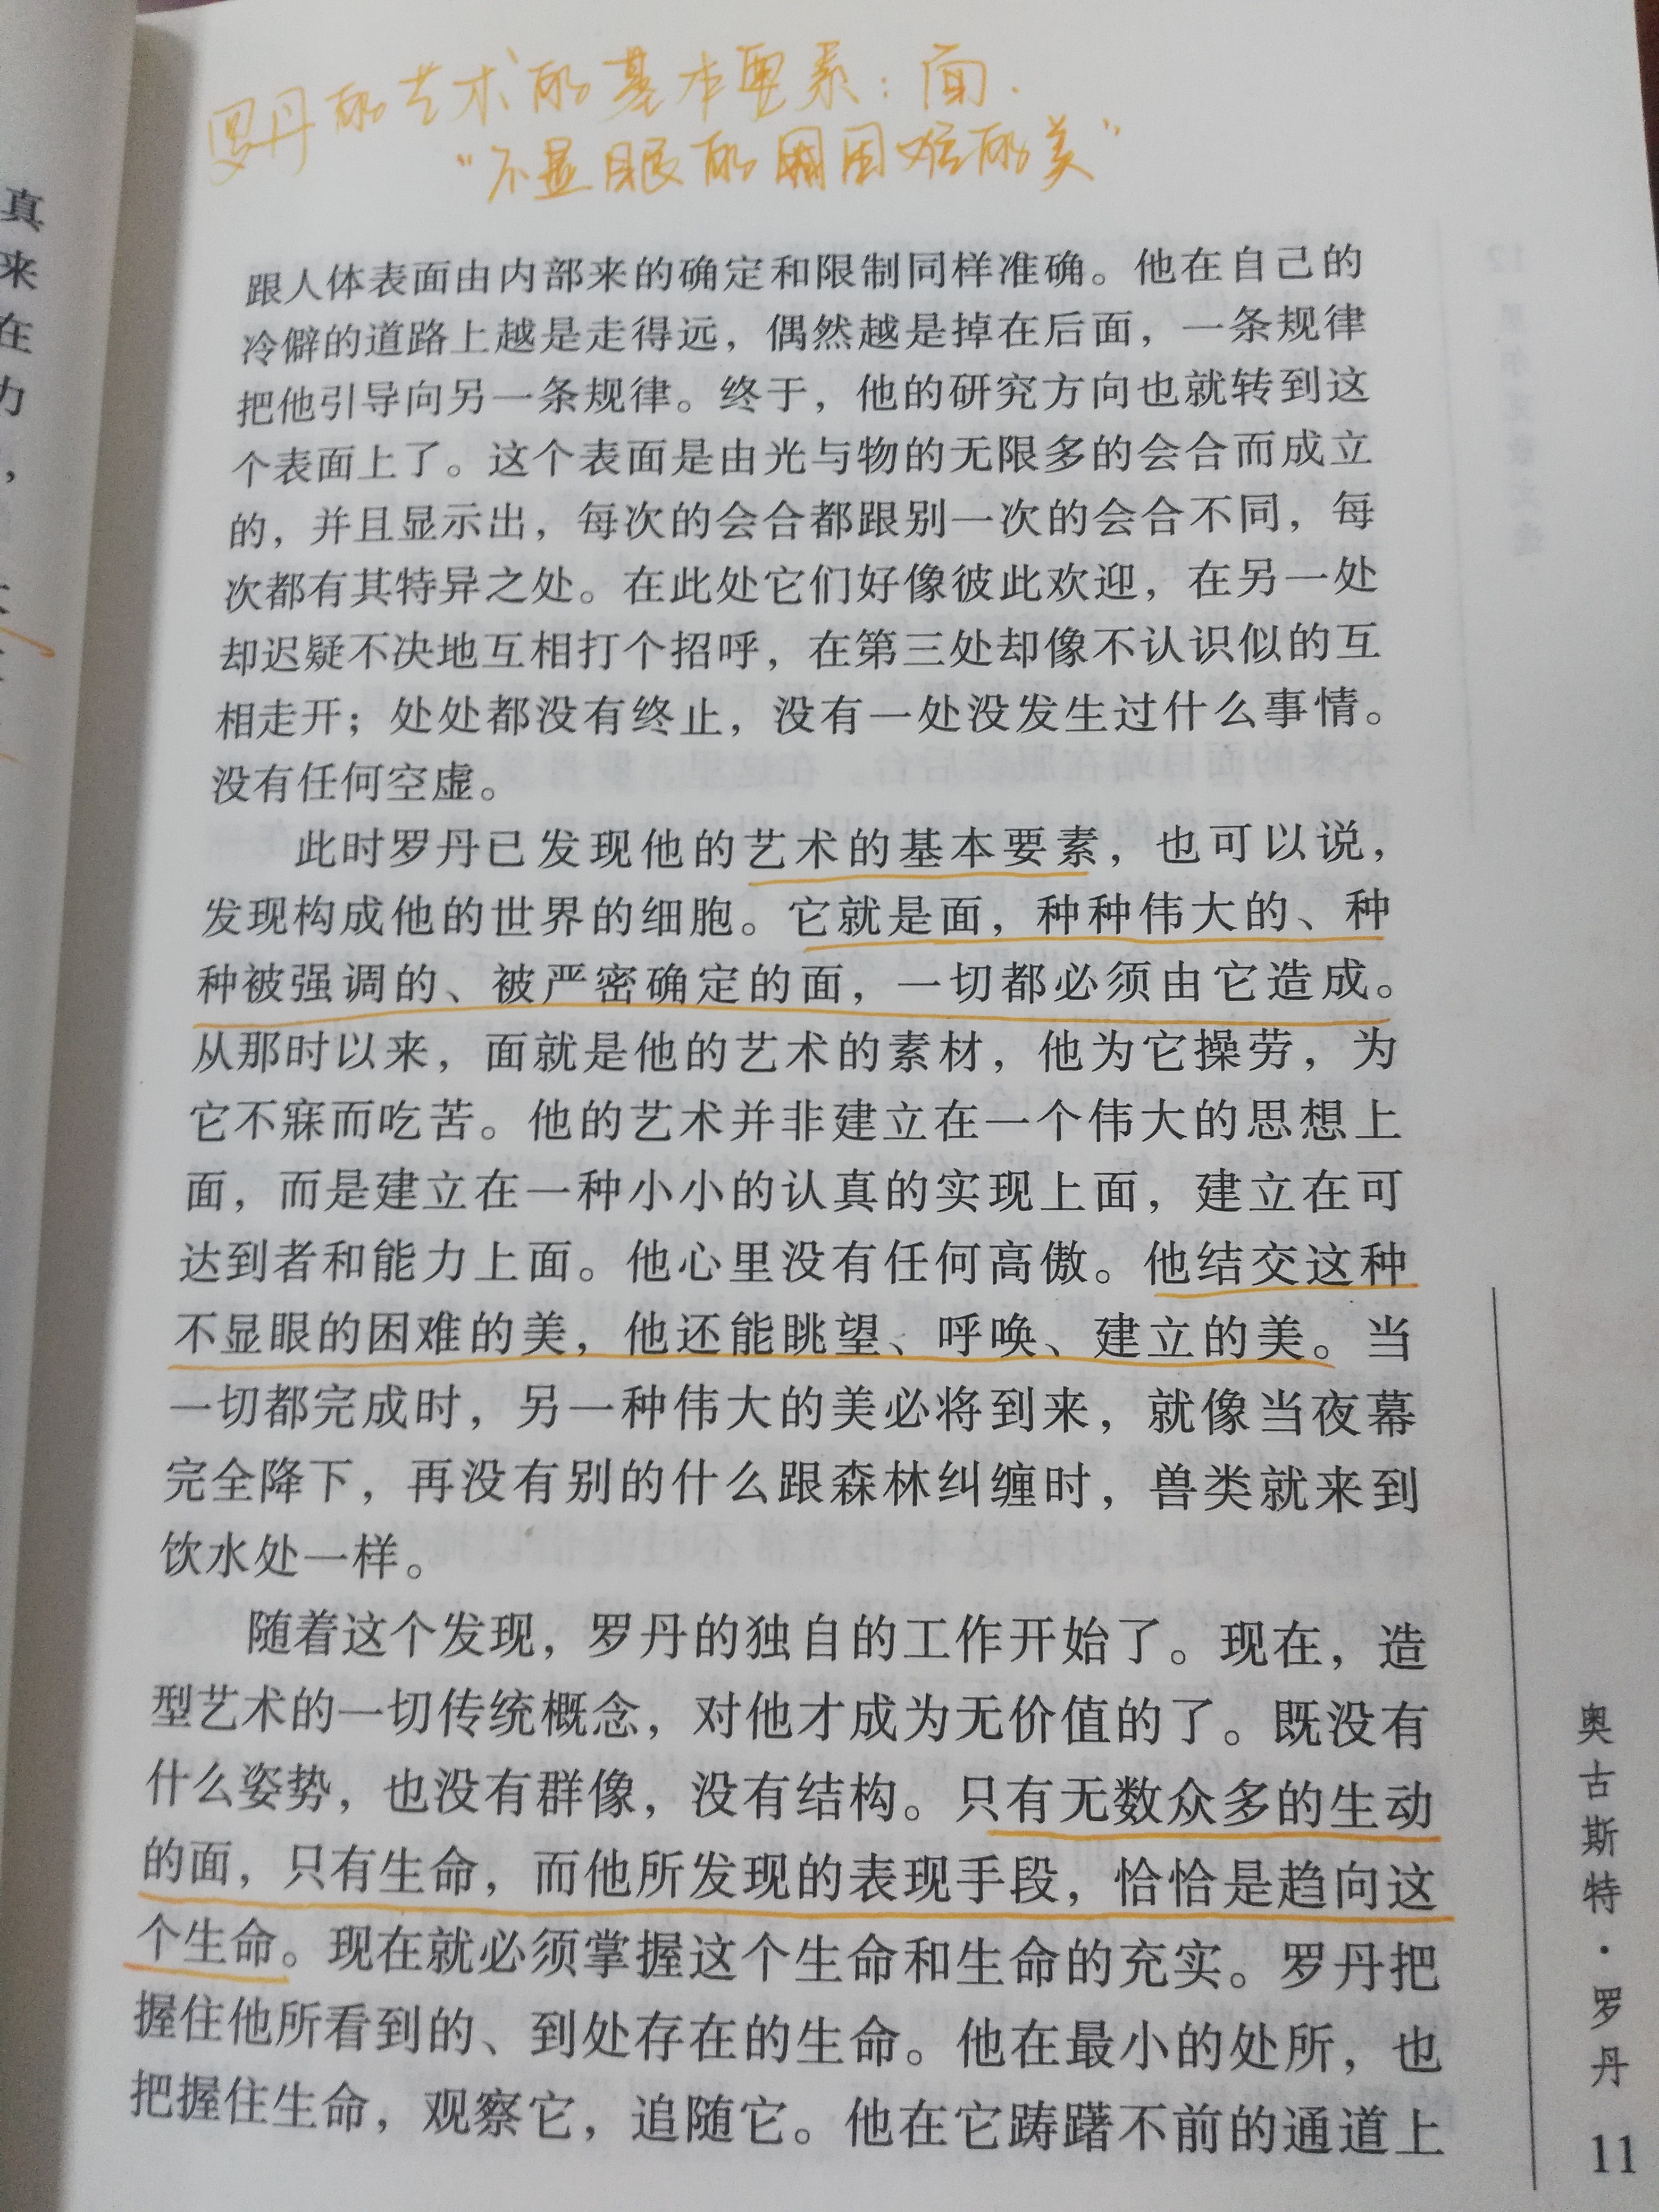 罗丹的艺术的基本要素：面．
“不显眼的困难的美”
跟人体表面由内部来的确定和限制同样准确。他在自己的
冷僻的道路上越是走得远，偶然越是掉在后面，一条规律
把他引导向另一条规律。终于，他的研究方向也就转到这
个表面上了。这个表面是由光与物的无限多的会合而成立
的，并且显示出，每次的会合都跟别一次的会合不同，每
次都有其特异之处。在此处它们好像彼此欢迎，在另一处
却迟疑不决地互相打个招呼，在第三处却像不认识似的互
相走开；处处都没有终止，没有一处没发生过什么事情。
没有任何空虚。
此时罗丹已发现他的艺术的基本要素，也可以说，
发现构成他的世界的细胞。它就是面，种种伟大的、种
种被强调的、被严密确定的面，一切都必须由它造成。
从那时以来，面就是他的艺术的素材，他为它操劳，为
它不寐而吃苦。他的艺术并非建立在一个伟大的思想上
面，而是建立在一种小小的认真的实现上面，建立在可
达到者和能力上面。他心里没有任何高傲。他结交这种
不显眼的困难的美，他还能眺望、呼唤、建立的美。当
一切都完成时，另一种伟大的美必将到来，就像当夜幕
完全降下，再没有别的什么跟森林纠缠时，兽类就来到
饮水处一样。
随着这个发现，罗丹的独自的工作开始了。现在，造
型艺术的一切传统概念，对他才成为无价值的了。既没有
什么姿势，也没有群像，没有结构。只有无数众多的生动
的面，只有生命，而他所发现的表现手段，恰恰是趋向这
个生命。现在就必须掌握这个生命和生命的充实。罗丹把
握住他所看到的、到处存在的生命。他在最小的处所，也
把握住生命，观察它，追随它。他在它踌躇不前的通道上
奥古斯特·罗丹
11
真
来
在
力
，